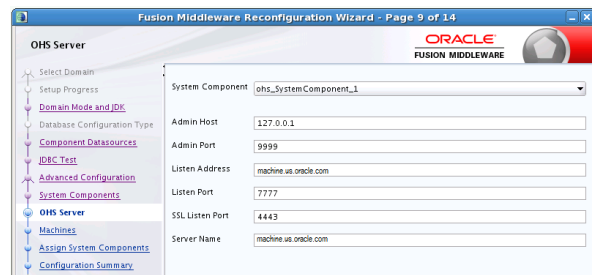 Fusion Middleware Reconfiguration Wizard - Page 9 of 14
OHS Server
ORACLE
FUSION MIDDLEWARE
Select Domain
Setup Progress
Domain Mode and JDK
Database Configuration Type
Component Datasources
JDBC Test
Advanced Configuration
System Components
OHS Server
Machines
Assign System Components
Configuration Summary
System Component ohs_SystemComponent_1
Admin Host 127.0.0.1
Admin Port 9999
Listen Address machine.us.oracle.com
Listen Port 7777
SSL Listen Port 4443
Server Name machine.us.oracle.com